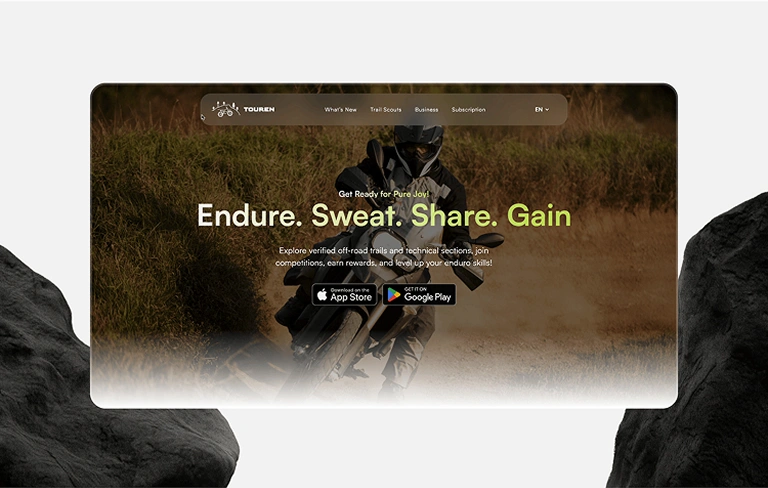 TOUREN
What's New
Trail Scouts
Business
Subscription
EN
Get Ready for Pure Joy!
Endure. Sweat. Share. Gain
Explore verified off-road trails and technical sections, join
competitions, earn rewards, and level up your enduro skills!
Download on the
App Store
GET IT ON
Google Play